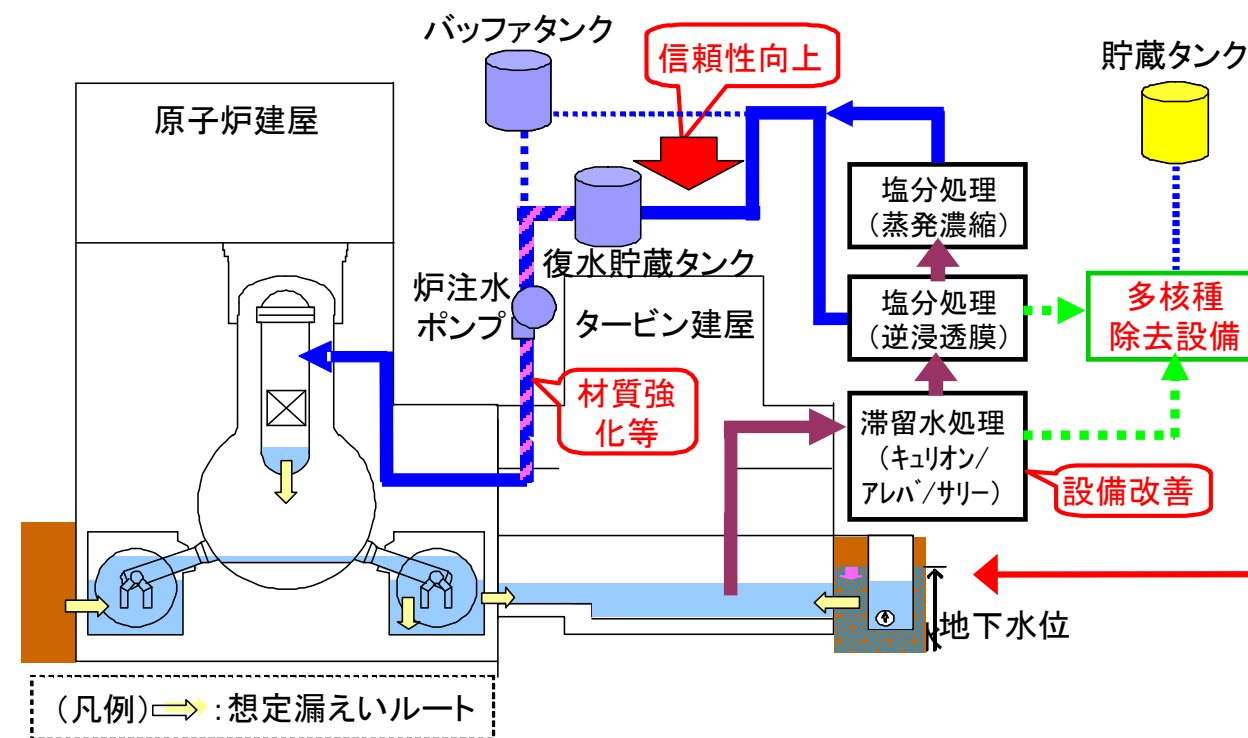 バッファタンク
信頼性向上
貯蔵タンク
原子炉建屋
塩分処理
(蒸発濃縮)
復水貯蔵タンク
炉注水
ポンプ
タービン建屋
塩分処理
(逆浸透膜)
多核種
除去設備
材質強
化等
滞留水処理
(キュリオン/
アレバ/サリー)
設備改善
地下水位
(凡例) :想定漏えいルート